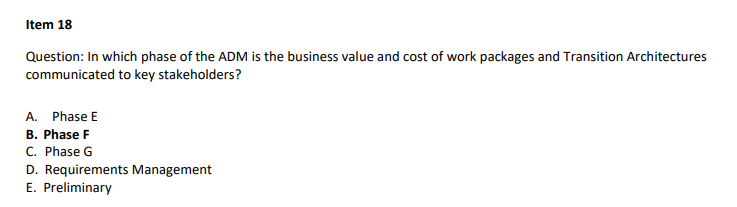 Item 18
Question: In which phase of the ADM is the business value and cost of work packages and Transition Architectures
communicated to key stakeholders?
A. Phase E
B. Phase F
C. Phase G
D. Requirements Management
E. Preliminary